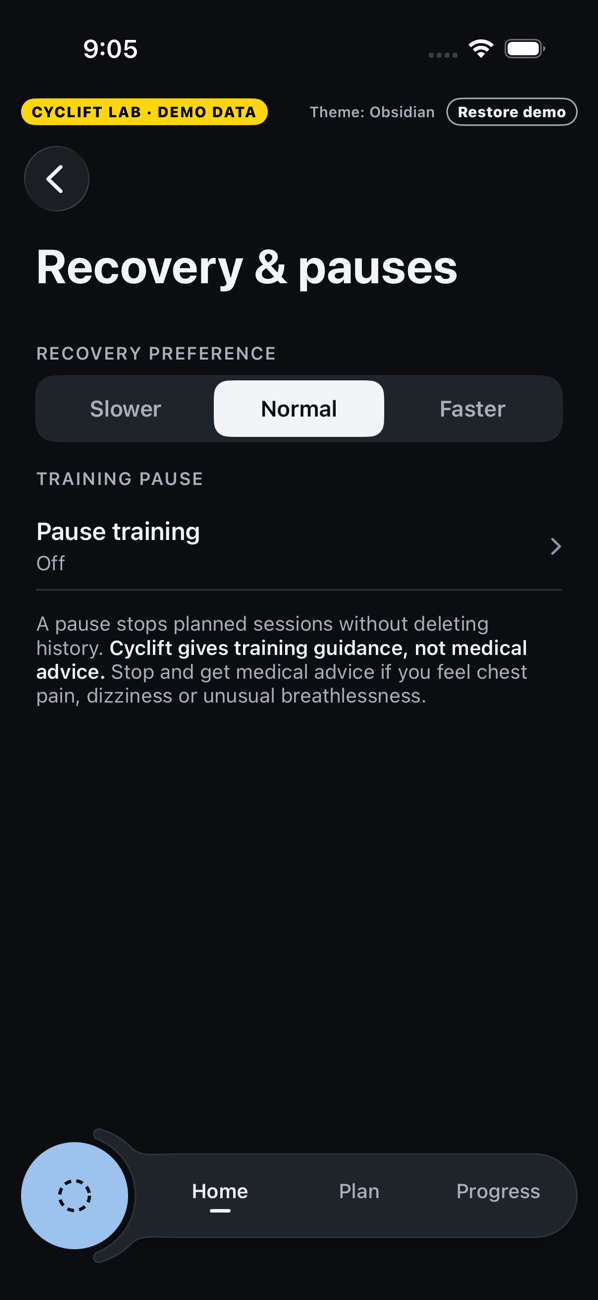 9:05
CYCLIFT LAB · DEMO DATA
Theme: Obsidian
Restore demo
Recovery & pauses
RECOVERY PREFERENCE
Slower
Normal
Faster
TRAINING PAUSE
Pause training
Off
A pause stops planned sessions without deleting
history. Cyclift gives training guidance, not medical
advice. Stop and get medical advice if you feel chest
pain, dizziness or unusual breathlessness.
Home
Plan
Progress